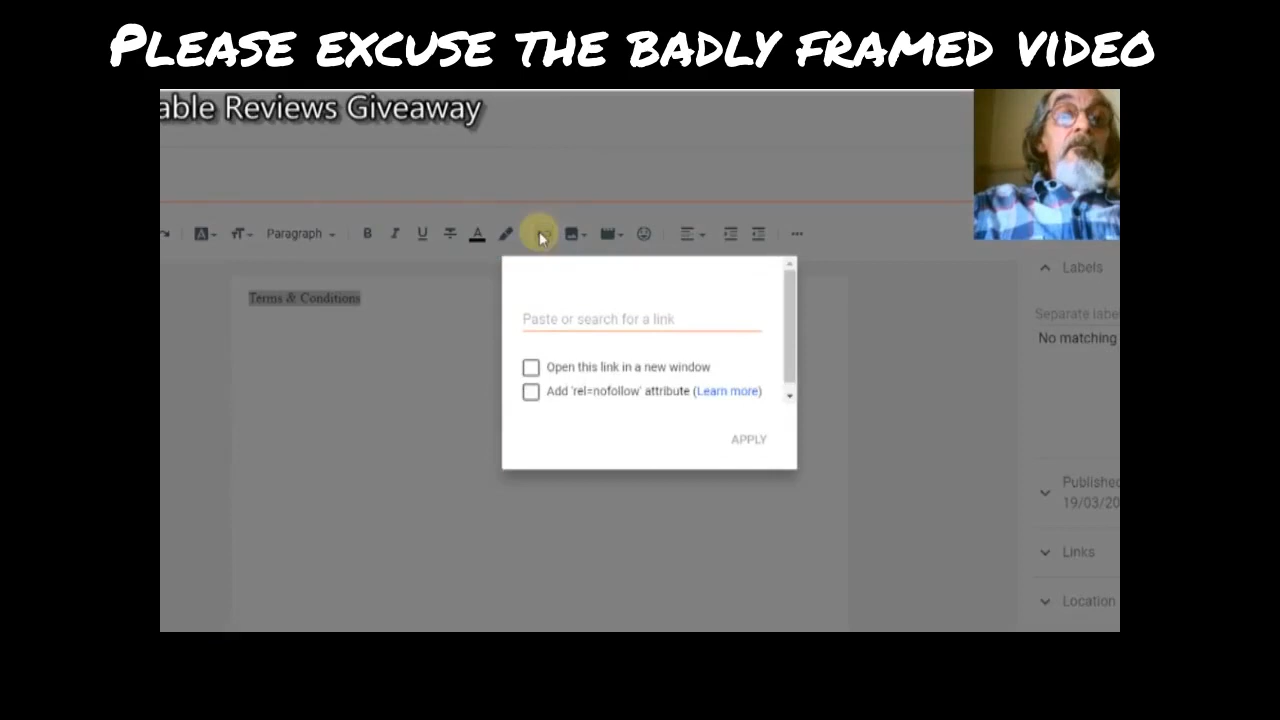 PLEASE EXCUSE THE BADLY FRAMED VIDEO
able Reviews Giveaway
Paragraph
Terms & Conditions
Paste or search for a link
Open this link in a new window
Add 'rel=nofollow' attribute (Learn more)
APPLY
Labels
Separate labe
No matching
Published
19/03/20
Links
Location